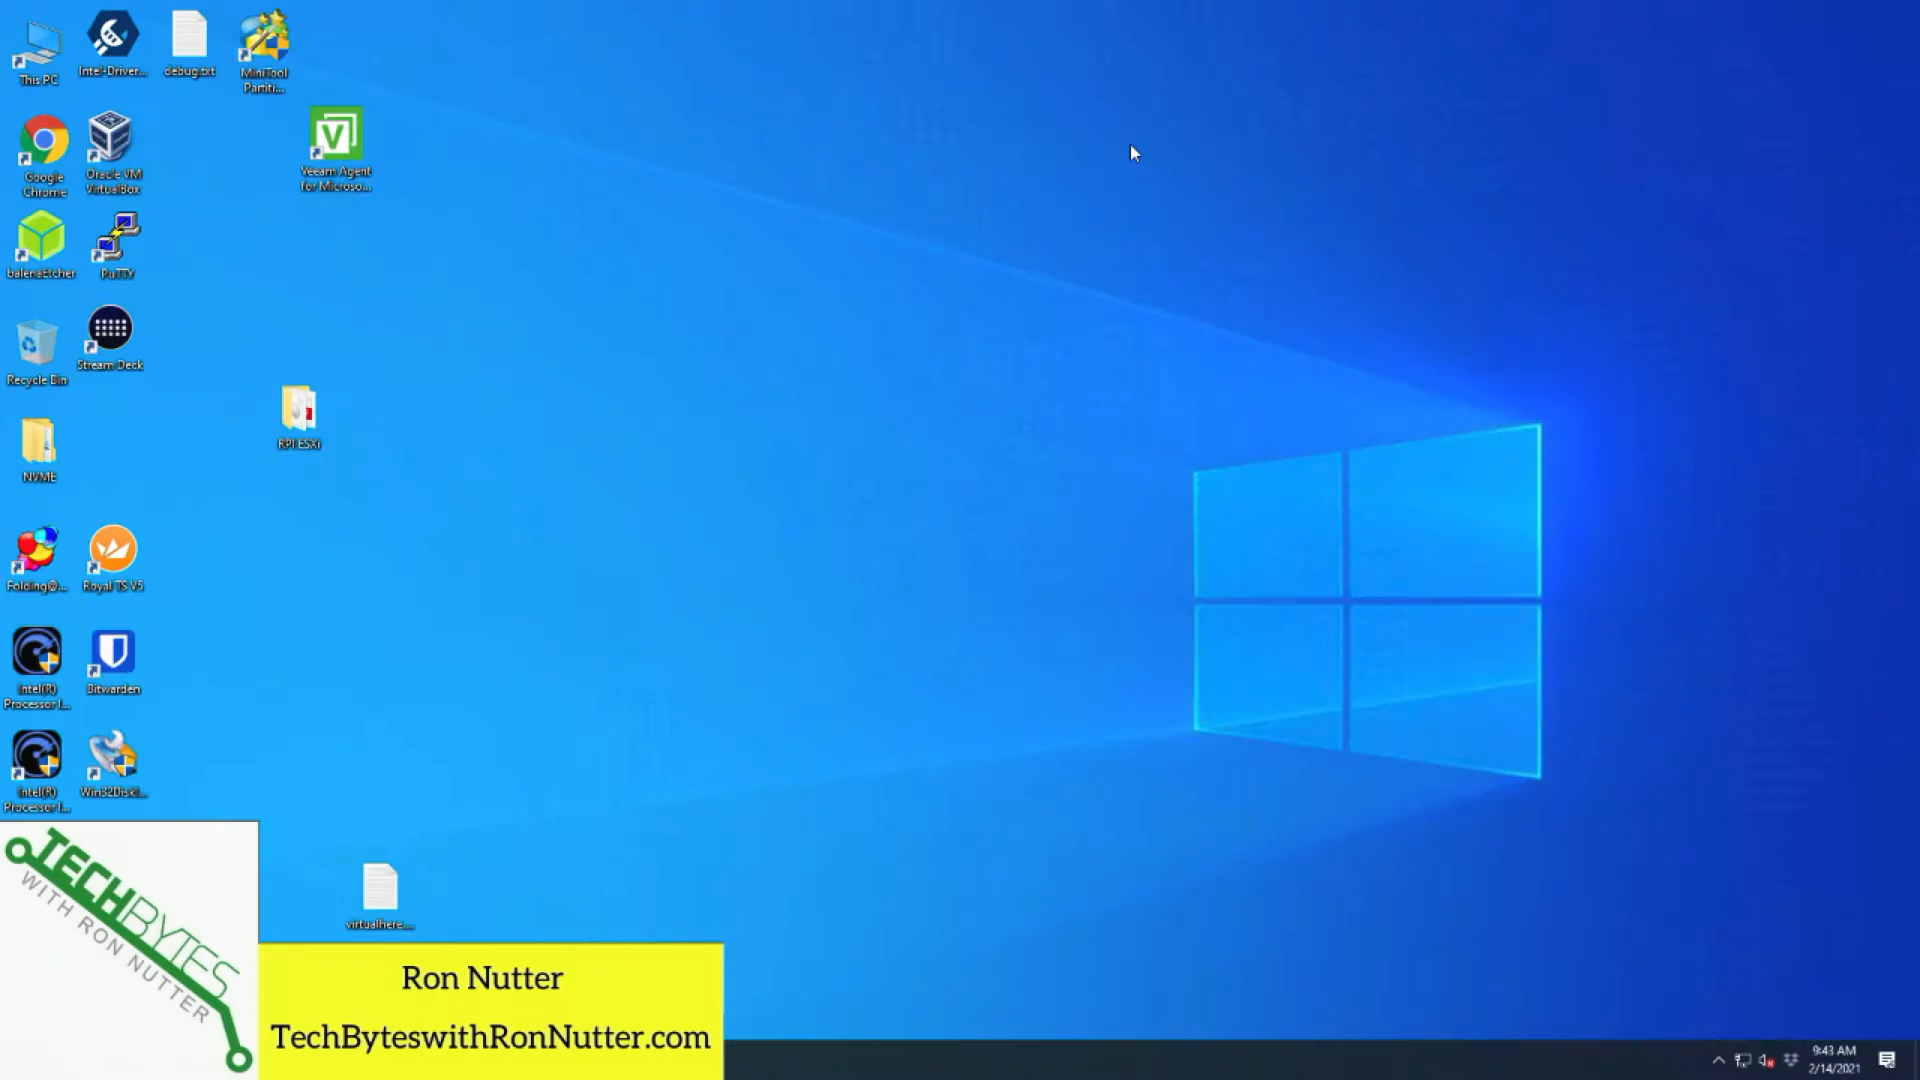 This PC
Intel-Driver...
debug.txt
MiniTool
Partiti...
Google
Chrome
Oracle VM
VirtualBox
Veeam Agent
for Microso...
balenaEtcher
PuTTY
Recycle Bin
Stream Deck
RPI ESXi
NVME
Folding@...
Royal TS V5
Intel(R)
Processor I...
Bitwarden
Intel(R)
Processor I...
Win32DiskI...
virtualhere....
TECHBYTES
WITH RON NUTTER
Ron Nutter
TechByteswithRonNutter.com
9:43 AM
2/14/2021